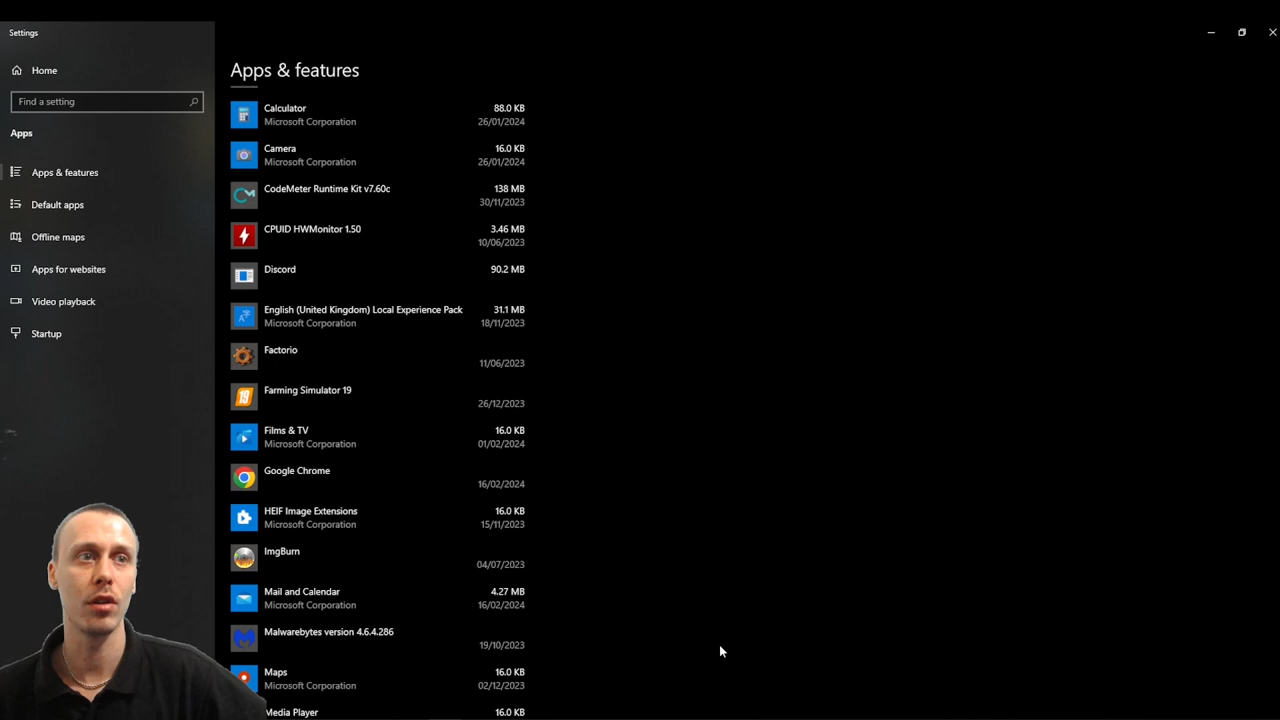 Settings
Home
Find a setting
Apps
Apps & features
Default apps
Offline maps
Apps for websites
Video playback
Startup
Apps & features
Calculator 88.0 KB
Microsoft Corporation 26/01/2024
Camera 16.0 KB
Microsoft Corporation 26/01/2024
CodeMeter Runtime Kit v7.60c 138 MB
30/11/2023
CPUID HWMonitor 1.50 3.46 MB
10/06/2023
Discord 90.2 MB
English (United Kingdom) Local Experience Pack 31.1 MB
Microsoft Corporation 18/11/2023
Factorio
11/06/2023
19
Farming Simulator 19
26/12/2023
Films & TV 16.0 KB
Microsoft Corporation 01/02/2024
Google Chrome
16/02/2024
HEIF Image Extensions 16.0 KB
Microsoft Corporation 15/11/2023
ImgBurn
04/07/2023
Mail and Calendar 4.27 MB
Microsoft Corporation 16/02/2024
Malwarebytes version 4.6.4.286
19/10/2023
Maps 16.0 KB
Microsoft Corporation 02/12/2023
Media Player 16.0 KB